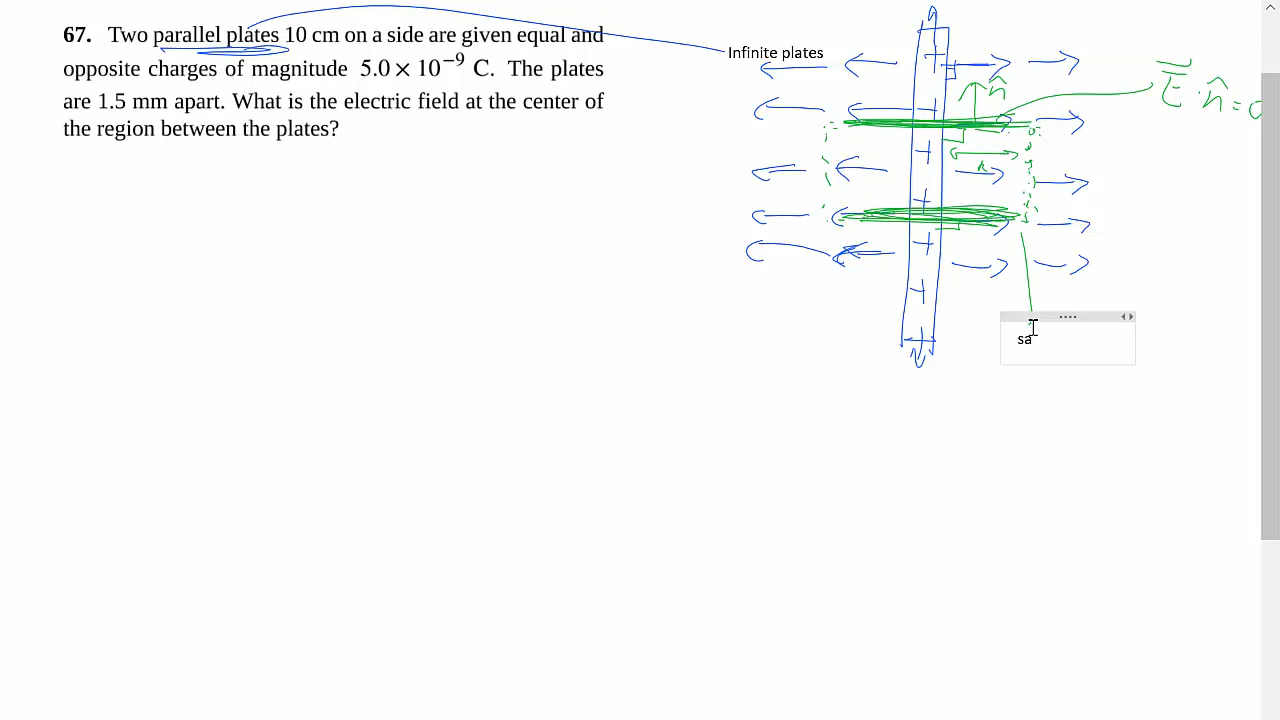 67. Two parallel plates 10 cm on a side are given equal and
opposite charges of magnitude 5.0 × 10⁻⁹ C. The plates
are 1.5 mm apart. What is the electric field at the center of
the region between the plates?
Infinite plates
+
n̂
E⃗ · n̂ = 0
+
+
+
+
+
+
sa